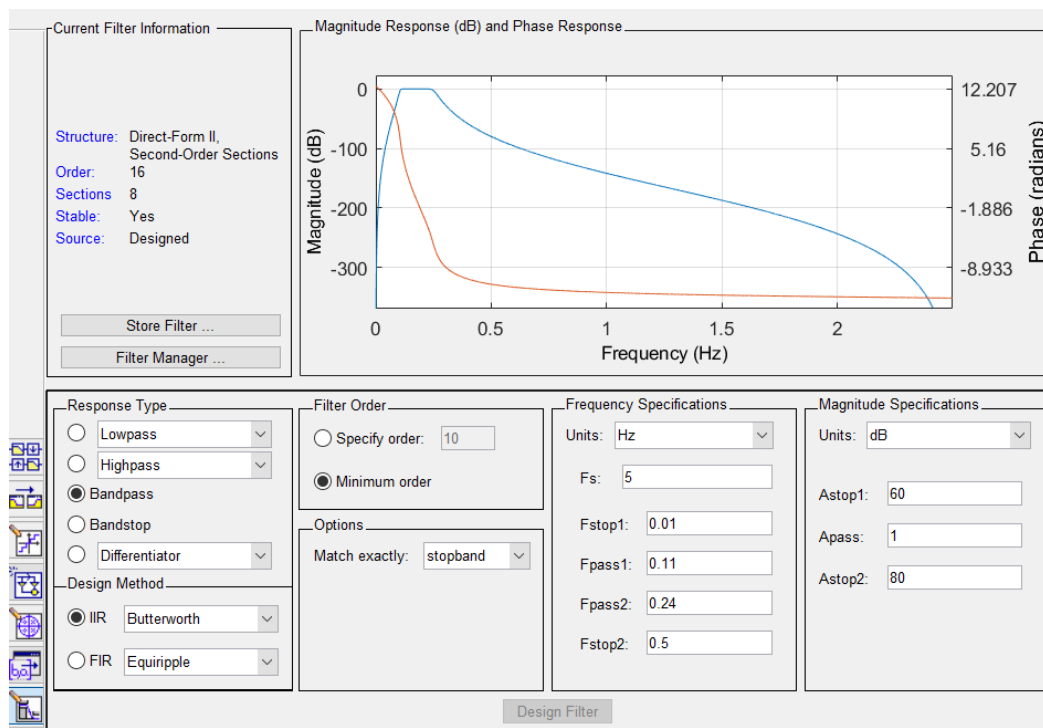 Current Filter Information
Structure: Direct-Form II,
Second-Order Sections
Order: 16
Sections 8
Stable: Yes
Source: Designed
Store Filter ...
Filter Manager ...
Magnitude Response (dB) and Phase Response
Magnitude (dB)
0
-100
-200
-300
12.207
5.16
-1.886
-8.933
Phase (radians)
0 0.5 1 1.5 2
Frequency (Hz)
Response Type
Lowpass
Highpass
Bandpass
Bandstop
Differentiator
Design Method
IIR Butterworth
FIR Equiripple
Filter Order
Specify order: 10
Minimum order
Options
Match exactly: stopband
Frequency Specifications
Units: Hz
Fs: 5
Fstop1: 0.01
Fpass1: 0.11
Fpass2: 0.24
Fstop2: 0.5
Magnitude Specifications
Units: dB
Astop1: 60
Apass: 1
Astop2: 80
Design Filter